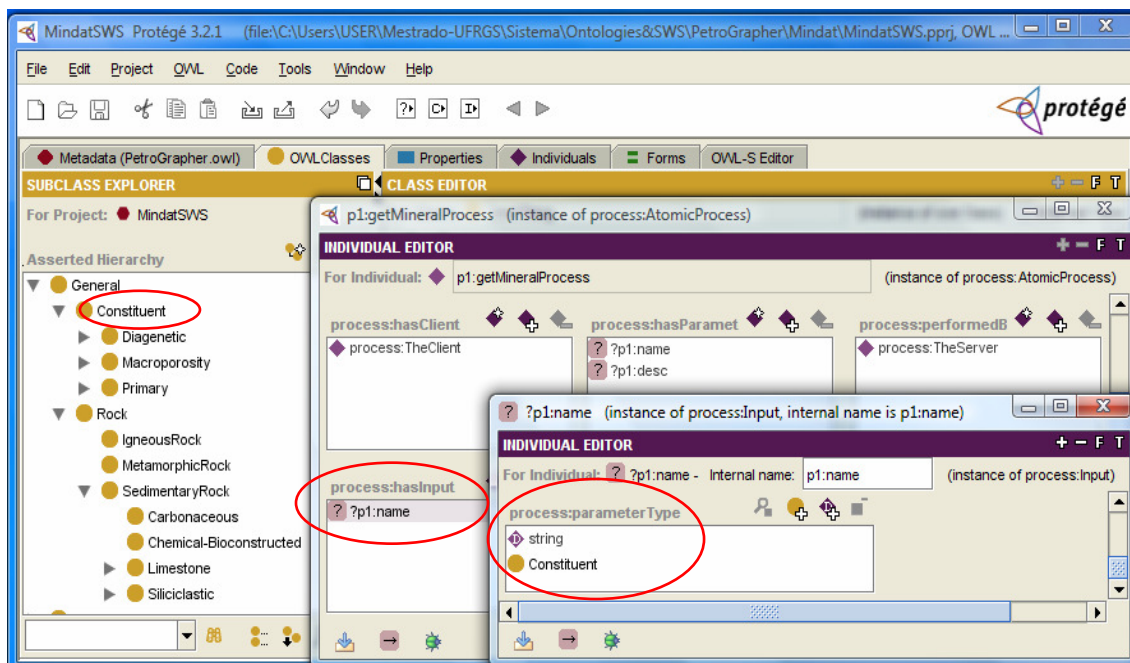 MindatSWS Protégé 3.2.1 (file:\C:\Users\USER\Mestrado-UFRGS\Sistema\Ontologies&SWS\PetroGrapher\Mindat\MindatSWS.pprj, OWL ...
File Edit Project OWL Code Tools Window Help
protégé
Metadata (PetroGrapher.owl) OWLClasses Properties Individuals Forms OWL-S Editor
SUBCLASS EXPLORER
CLASS EDITOR
F T
For Project: MindatSWS
Asserted Hierarchy
General
Constituent
Diagenetic
Macroporosity
Primary
Rock
IgneousRock
MetamorphicRock
SedimentaryRock
Carbonaceous
Chemical-Bioconstructed
Limestone
Siliciclastic
p1:getMineralProcess (instance of process:AtomicProcess)
INDIVIDUAL EDITOR
F T
For Individual: p1:getMineralProcess (instance of process:AtomicProcess)
process:hasClient
process:TheClient
process:hasParamet
?p1:name
?p1:desc
process:performedB
process:TheServer
process:hasInput
?p1:name
?p1:name (instance of process:Input, internal name is p1:name)
INDIVIDUAL EDITOR
F T
For Individual: ?p1:name - Internal name: p1:name (instance of process:Input)
process:parameterType
string
Constituent